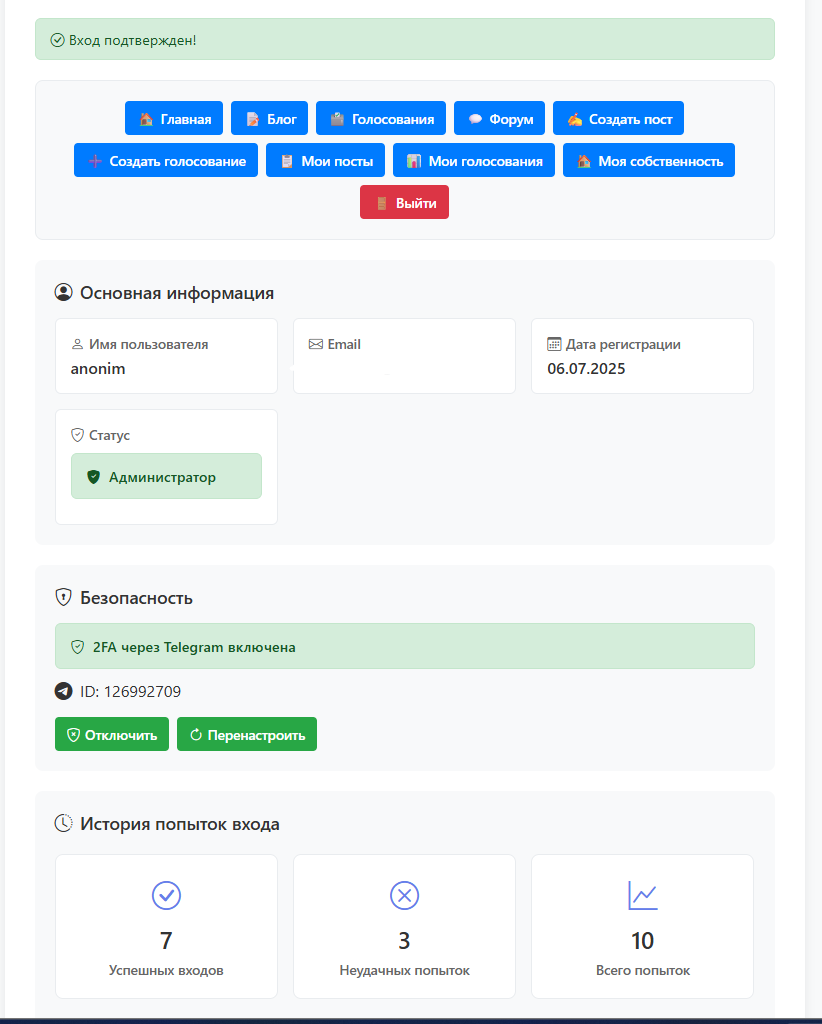 Вход подтвержден!
Главная Блог Голосования Форум Создать пост
Создать голосование Мои посты Мои голосования Моя собственность
Выйти
Основная информация
Имя пользователя Email Дата регистрации
anonim 06.07.2025
Статус
Администратор
Безопасность
2FA через Telegram включена
ID: 126992709
Отключить Перенастроить
История попыток входа
7 3 10
Успешных входов Неудачных попыток Всего попыток